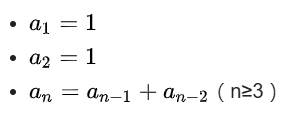 • a₁ = 1
• a₂ = 1
• aₙ = aₙ₋₁ + aₙ₋₂ ( n≥3 )